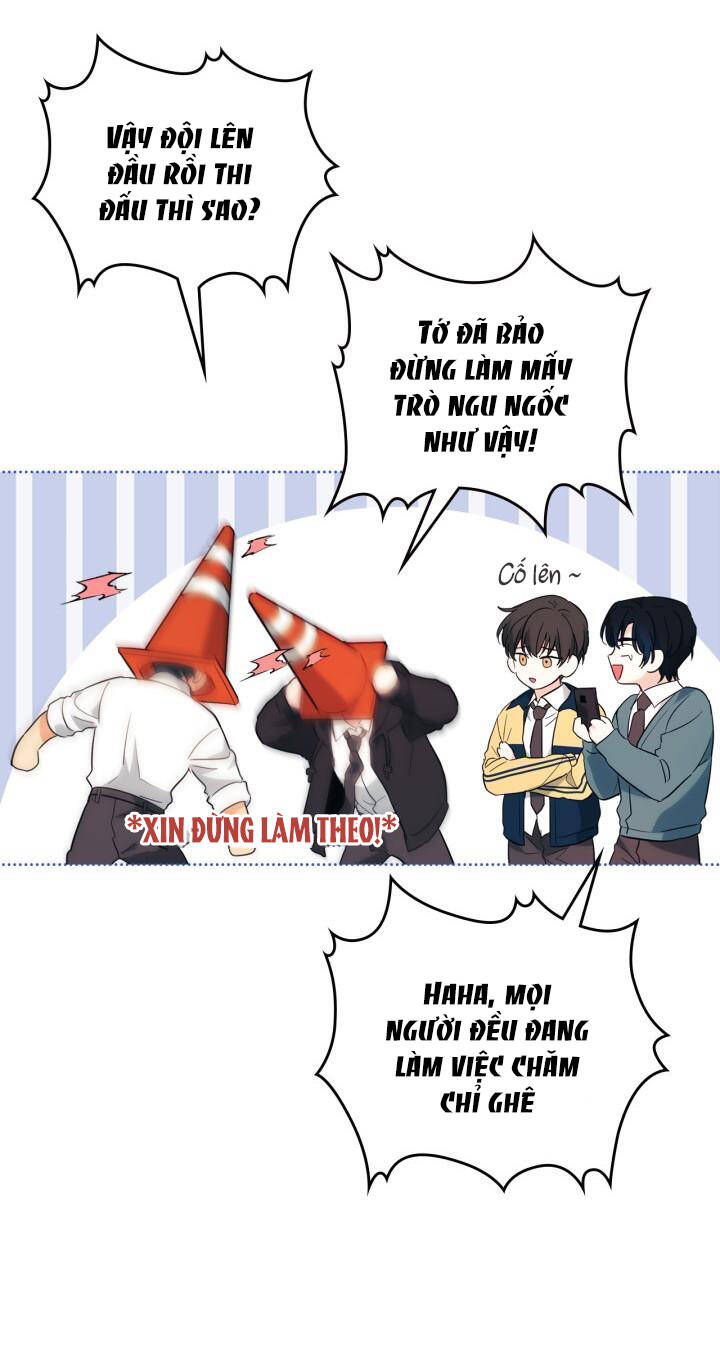 VẬY ĐỘI LÊN
ĐẦU RỒI THI
ĐẤU THÌ SAO?
TỚ ĐÃ BẢO
ĐỪNG LÀM MẤY
TRÒ NGU NGỐC
NHƯ VẬY!
Cố lên ~
*XIN ĐỪNG LÀM THEO!*
HAHA, MỌI
NGƯỜI ĐỀU ĐANG
LÀM VIỆC CHĂM
CHỈ GHÊ